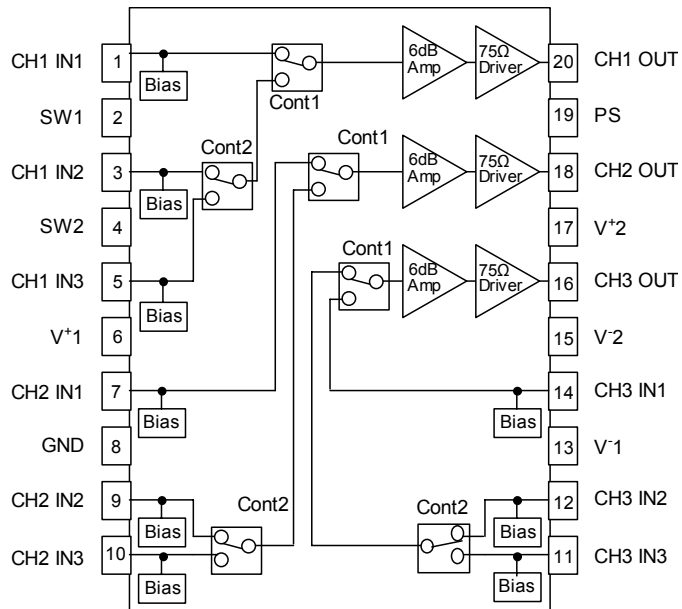 CH1 IN1
1
Bias
Cont1
6dB
Amp
75Ω
Driver
20
CH1 OUT
SW1
2
19
PS
CH1 IN2
3
Bias
Cont2
Cont1
6dB
Amp
75Ω
Driver
18
CH2 OUT
SW2
4
17
V+2
CH1 IN3
5
Bias
Cont1
6dB
Amp
75Ω
Driver
16
CH3 OUT
V+1
6
15
V-2
CH2 IN1
7
Bias
Bias
14
CH3 IN1
GND
8
13
V-1
CH2 IN2
9
Bias
Cont2
Cont2
Bias
12
CH3 IN2
CH2 IN3
10
Bias
Bias
11
CH3 IN3